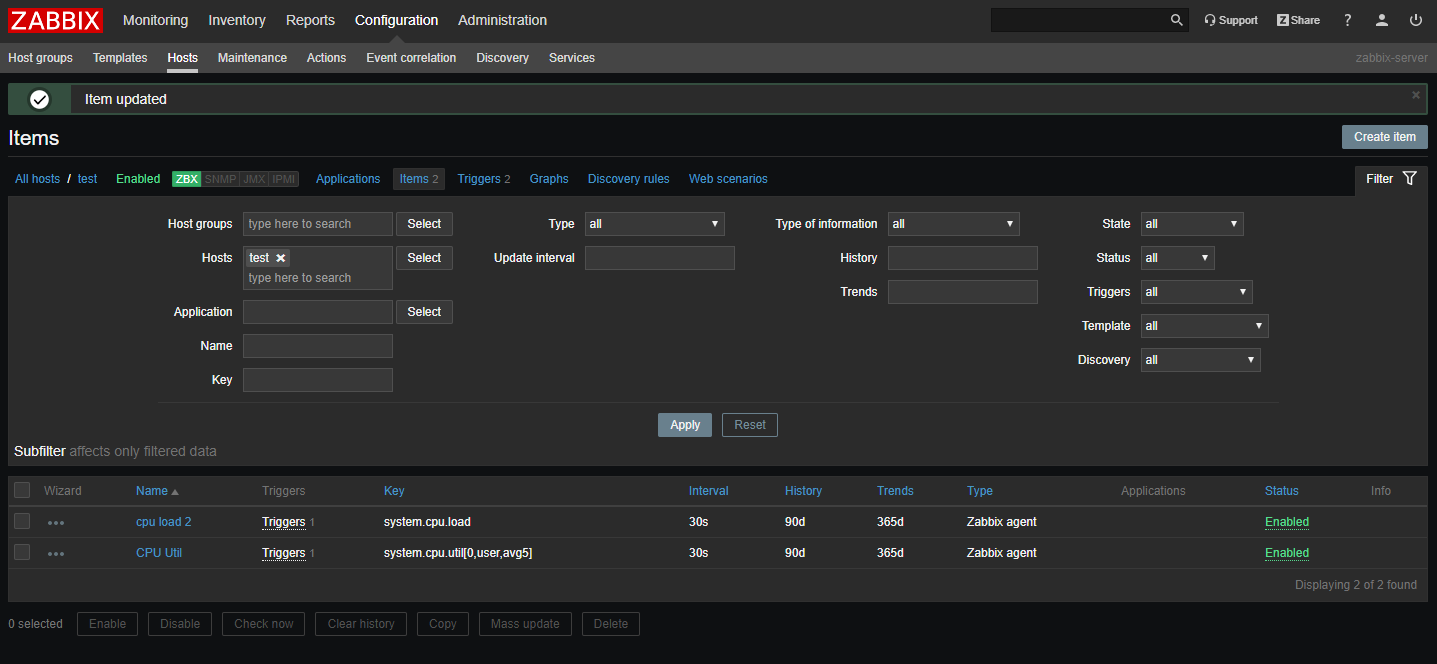 ZABBIX Monitoring Inventory Reports Configuration Administration Support Z Share ?
Host groups Templates Hosts Maintenance Actions Event correlation Discovery Services zabbix-server
Item updated
Items Create item
All hosts / test Enabled ZBX SNMP JMX IPMI Applications Items 2 Triggers 2 Graphs Discovery rules Web scenarios Filter
Host groups type here to search Select Type all Type of information all State all
Hosts test type here to search Select Update interval History Status all
Trends Triggers all
Application Select
Template all
Name
Discovery all
Key
Apply Reset
Subfilter affects only filtered data
Wizard Name Triggers Key Interval History Trends Type Applications Status Info
cpu load 2 Triggers 1 system.cpu.load 30s 90d 365d Zabbix agent Enabled
CPU Util Triggers 1 system.cpu.util[0,user,avg5] 30s 90d 365d Zabbix agent Enabled
Displaying 2 of 2 found
0 selected Enable Disable Check now Clear history Copy Mass update Delete